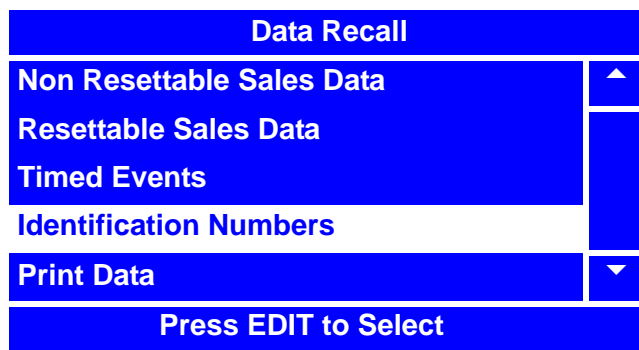 Data Recall
Non Resettable Sales Data
Resettable Sales Data
Timed Events
Identification Numbers
Print Data
Press EDIT to Select